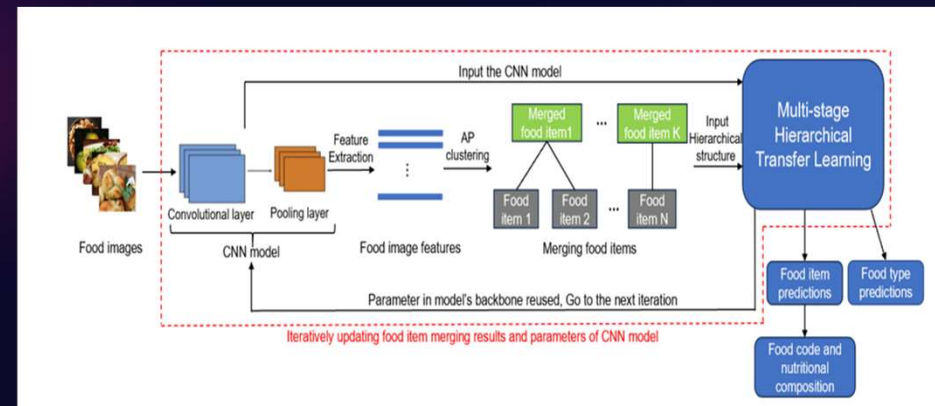 Input the CNN model
Multi-stage
Hierarchical
Transfer Learning
Merged
food item1
...
Merged
food item K
Input
Hierarchical
structure
Feature
Extraction
AP
clustering
Food
item 1
Food
item 2
...
Food
item N
Convolutional layer
Pooling layer
Food images
CNN model
Food image features
Merging food items
Parameter in model's backbone reused, Go to the next iteration
Iteratively updating food item merging results and parameters of CNN model
Food item
predictions
Food type
predictions
Food code and
nutritional
composition